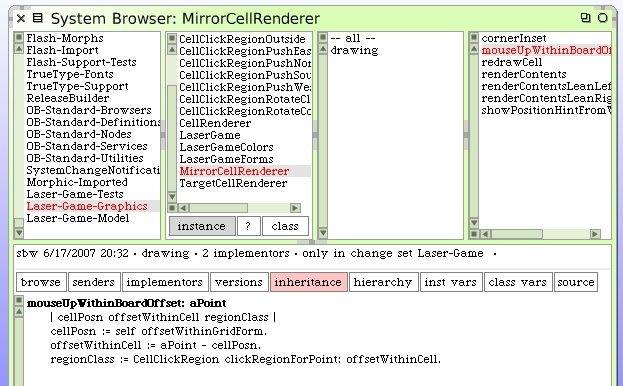 System Browser: MirrorCellRenderer
Flash-Morphs
Flash-Import
Flash-Support-Tests
TrueType-Fonts
TrueType-Support
ReleaseBuilder
OB-Standard-Browsers
OB-Standard-Definitions
OB-Standard-Nodes
OB-Standard-Services
OB-Standard-Utilities
SystemChangeNotificati
Morphic-Imported
Laser-Game-Tests
Laser-Game-Graphics
Laser-Game-Model
CellClickRegionOutside
CellClickRegionPushEas
CellClickRegionPushNor
CellClickRegionPushSou
CellClickRegionPushWes
CellClickRegionRotateCl
CellClickRegionRotateCo
CellRenderer
LaserGame
LaserGameColors
LaserGameForms
MirrorCellRenderer
TargetCellRenderer
instance ? class
-- all --
drawing
cornerInset
mouseUpWithinBoardOf
redrawCell
renderContents
renderContentsLeanLef
renderContentsLeanRig
showPositionHintFromW
sbw 6/17/2007 20:32 · drawing · 2 implementors · only in change set Laser-Game ·
browse senders implementors versions inheritance hierarchy inst vars class vars source
mouseUpWithinBoardOffset: aPoint
| cellPosn offsetWithinCell regionClass |
cellPosn := self offsetWithinGridForm.
offsetWithinCell := aPoint - cellPosn.
regionClass := CellClickRegion clickRegionForPoint: offsetWithinCell.